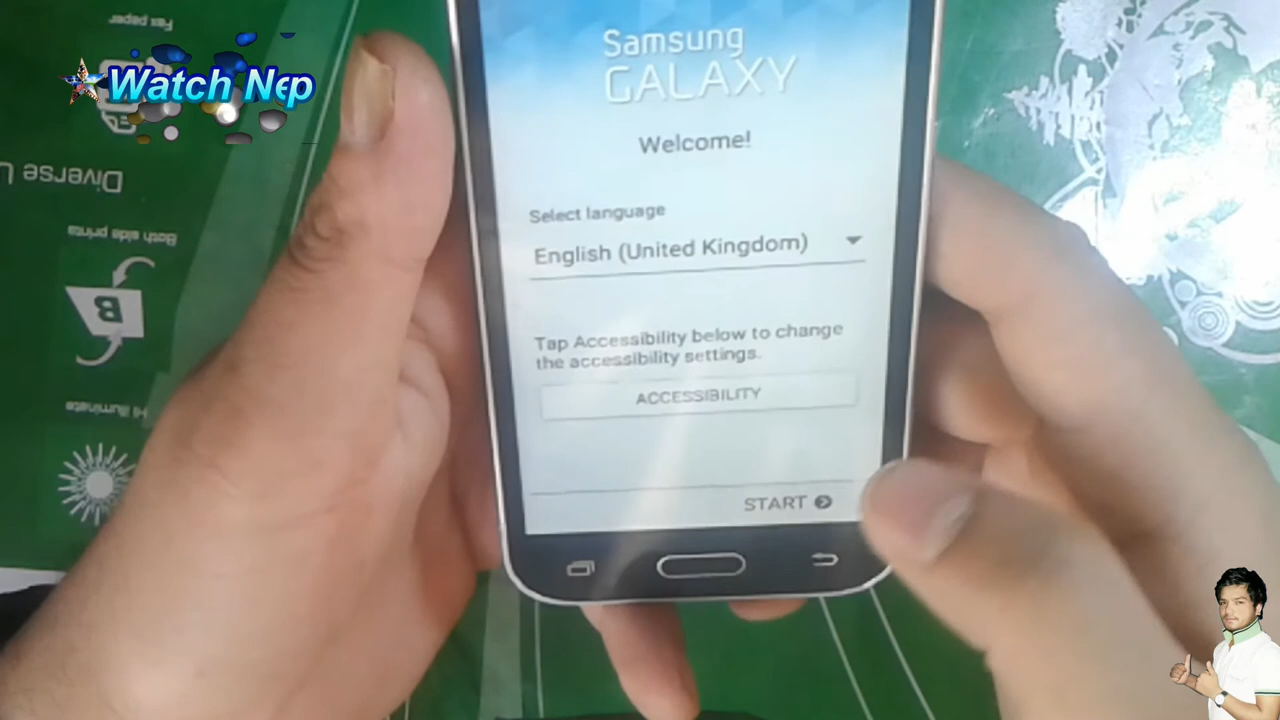 Watch Nep
Fax paper
Diverse
Both side prints
B
Hi illuminate
Samsung
GALAXY
Welcome!
Select language
English (United Kingdom)
Tap Accessibility below to change
the accessibility settings.
ACCESSIBILITY
START